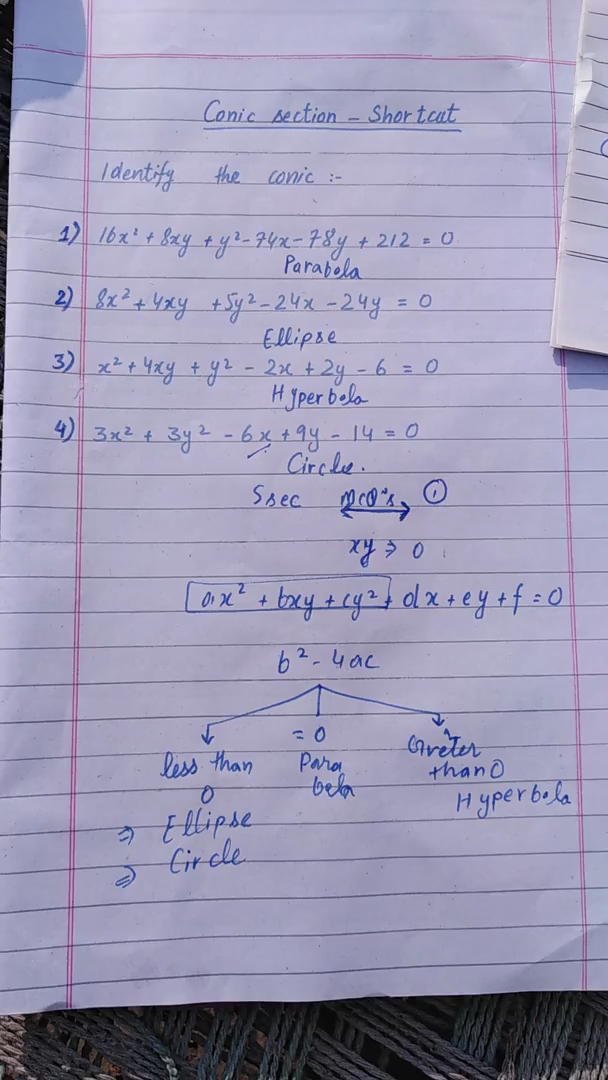 Conic section - Shortcut
Identify the conic :-
1) 16x² + 8xy + y² - 74x - 78y + 212 = 0
Parabola
2) 8x² + 4xy + 5y² - 24x - 24y = 0
Ellipse
3) x² + 4xy + y² - 2x + 2y - 6 = 0
Hyperbola
4) 3x² + 3y² - 6x + 9y - 14 = 0
Circle.
5sec MCQ's ①
xy → 0
ax² + bxy + cy² + dx + ey + f = 0
b² - 4ac
less than = 0 Greter
0 Para than 0
bola Hyperbola
⇒ Ellipse
⇒ Circle